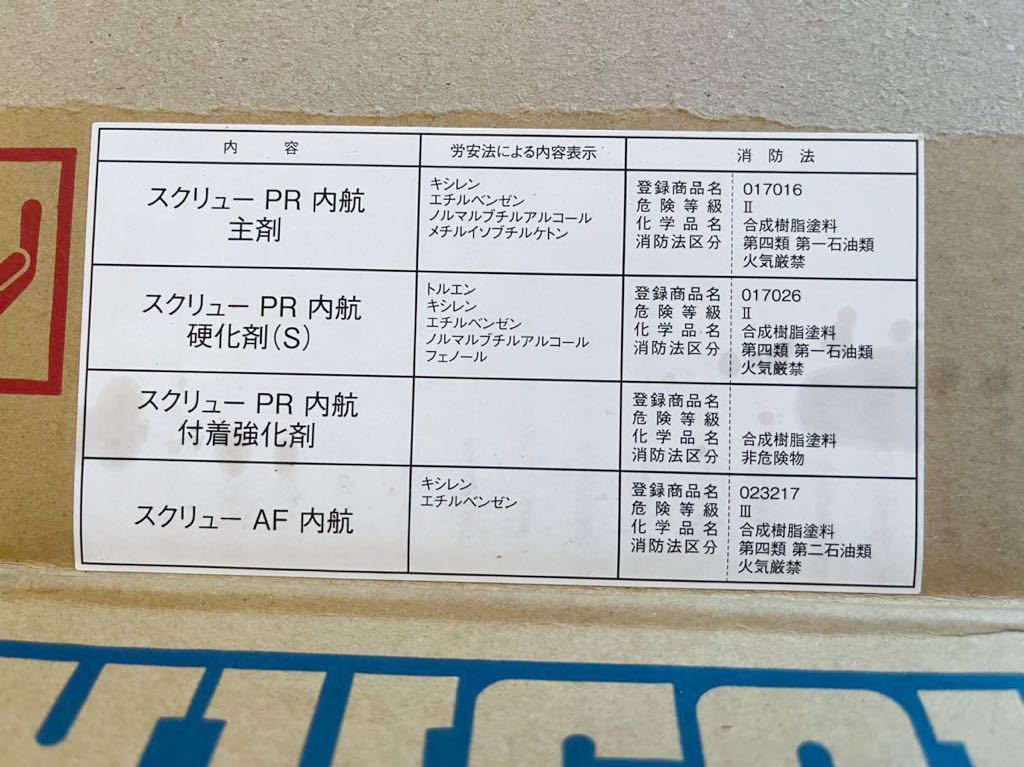 内容 労安法による内容表示 消防法
スクリュー PR 内航
主剤
キシレン
エチルベンゼン
ノルマルブチルアルコール
メチルイソブチルケトン
登録商品名 017016
危険等級 Ⅱ
化学品名 合成樹脂塗料
消防法区分 第四類 第一石油類
火気厳禁
スクリュー PR 内航
硬化剤(S)
トルエン
キシレン
エチルベンゼン
ノルマルブチルアルコール
フェノール
登録商品名 017026
危険等級 Ⅱ
化学品名 合成樹脂塗料
消防法区分 第四類 第一石油類
火気厳禁
スクリュー PR 内航
付着強化剤
登録商品名
危険等級
化学品名 合成樹脂塗料
消防法区分 非危険物
スクリュー AF 内航
キシレン
エチルベンゼン
登録商品名 023217
危険等級 Ⅲ
化学品名 合成樹脂塗料
消防法区分 第四類 第二石油類
火気厳禁